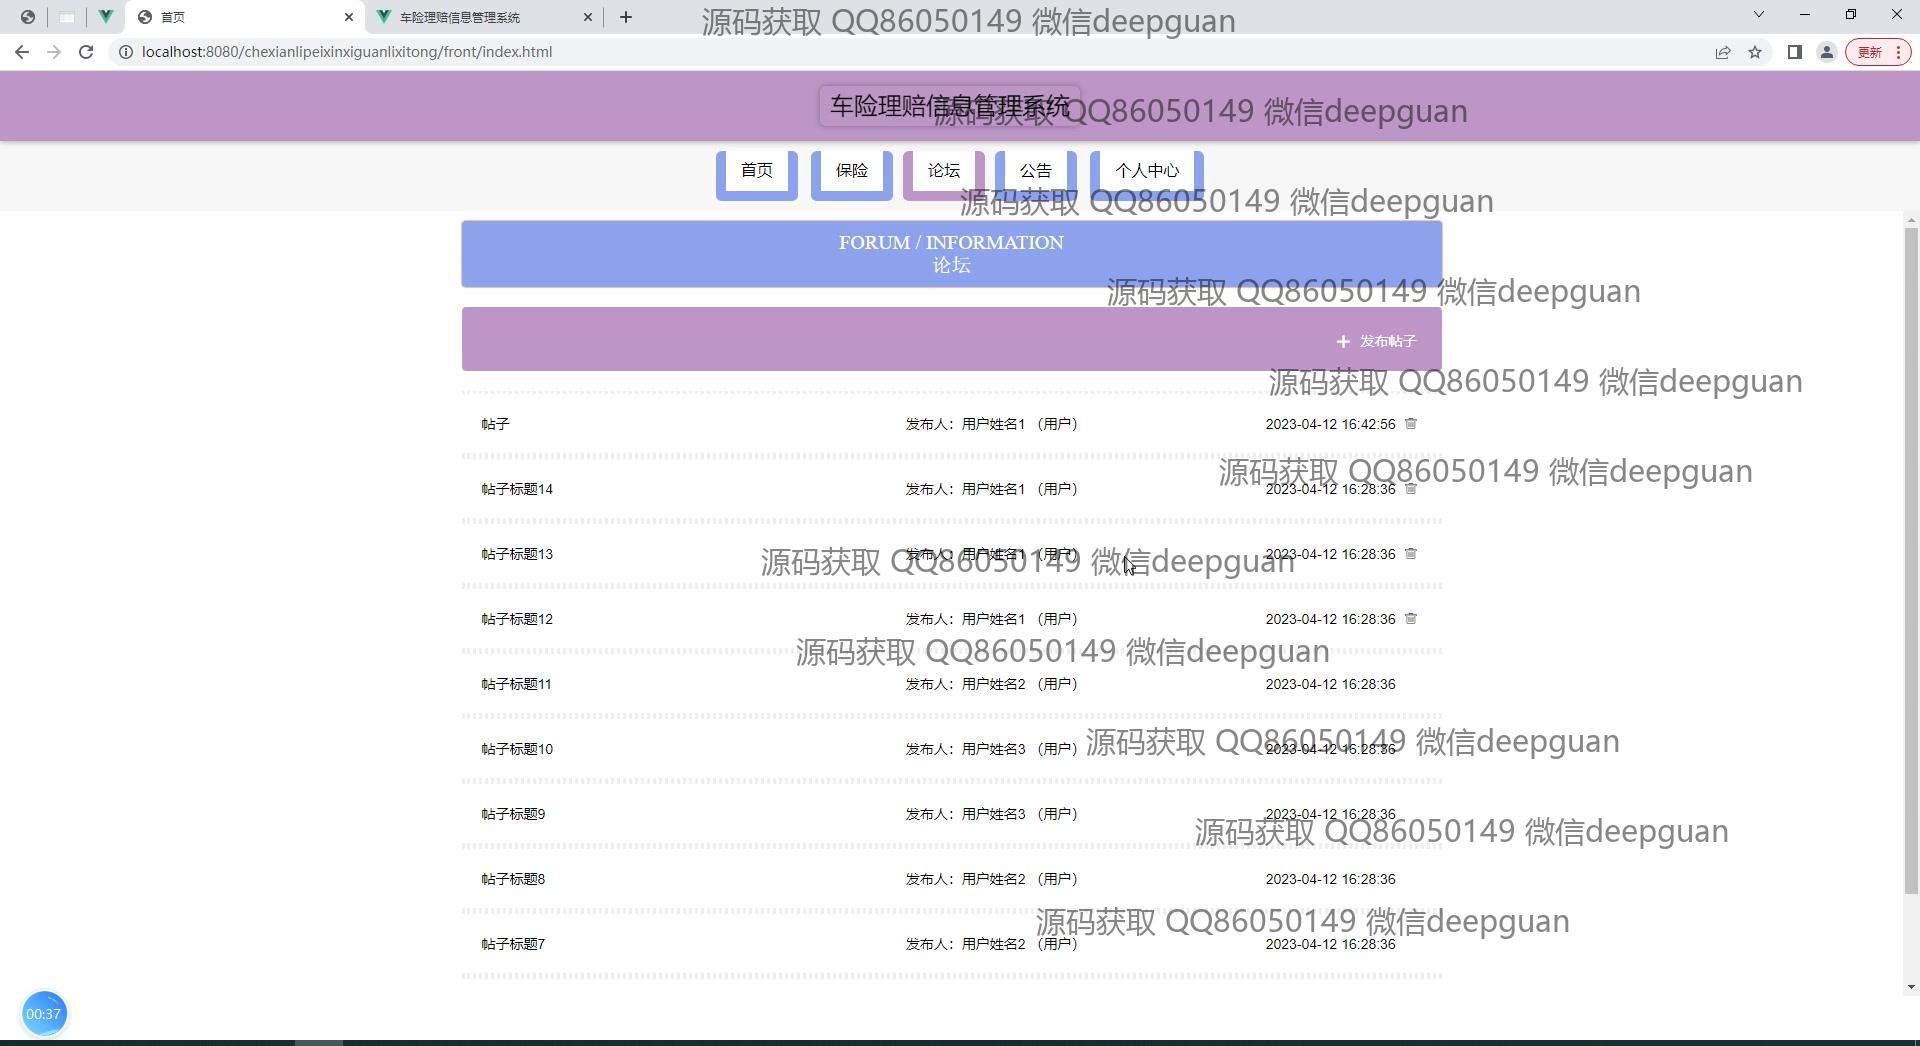 首页
车险理赔信息管理系统
源码获取 QQ86050149 微信deepguan
localhost:8080/chexianlipeixinxiguanlixitong/front/index.html
更新
车险理赔信息管理系统
源码获取 QQ86050149 微信deepguan
首页
保险
论坛
公告
个人中心
源码获取 QQ86050149 微信deepguan
FORUM / INFORMATION
论坛
源码获取 QQ86050149 微信deepguan
发布帖子
源码获取 QQ86050149 微信deepguan
帖子 发布人：用户姓名1 （用户） 2023-04-12 16:42:56
源码获取 QQ86050149 微信deepguan
帖子标题14 发布人：用户姓名1 （用户） 2023-04-12 16:28:36
帖子标题13 发布人：用户姓名1 （用户） 2023-04-12 16:28:36
源码获取 QQ86050149 微信deepguan
帖子标题12 发布人：用户姓名1 （用户） 2023-04-12 16:28:36
源码获取 QQ86050149 微信deepguan
帖子标题11 发布人：用户姓名2 （用户） 2023-04-12 16:28:36
源码获取 QQ86050149 微信deepguan
帖子标题10 发布人：用户姓名3 （用户） 2023-04-12 16:28:36
帖子标题9 发布人：用户姓名3 （用户） 2023-04-12 16:28:36
源码获取 QQ86050149 微信deepguan
帖子标题8 发布人：用户姓名2 （用户） 2023-04-12 16:28:36
源码获取 QQ86050149 微信deepguan
帖子标题7 发布人：用户姓名2 （用户） 2023-04-12 16:28:36
00:37